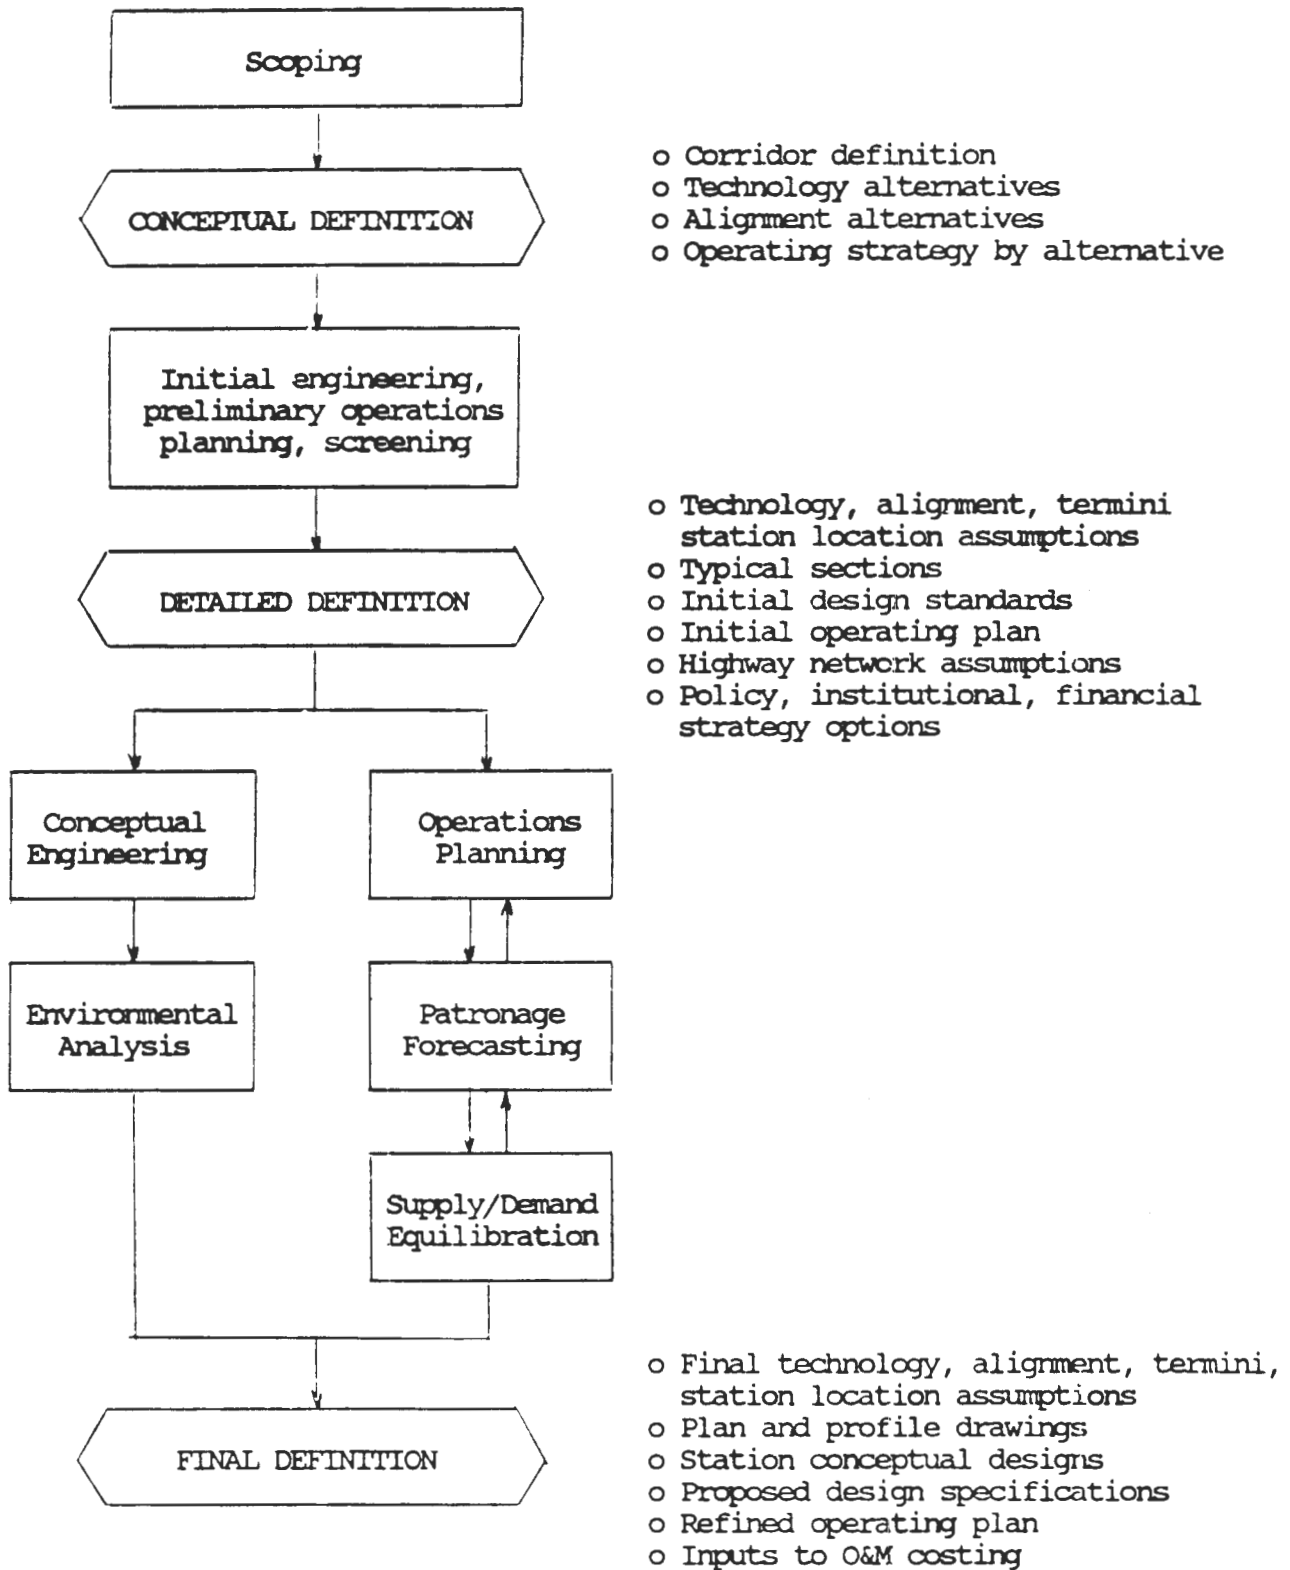 Scoping
CONCEPTUAL DEFINITION
o Corridor definition
o Technology alternatives
o Alignment alternatives
o Operating strategy by alternative
Initial engineering,
preliminary operations
planning, screening
DETAILED DEFINITION
o Technology, alignment, termini
station location assumptions
o Typical sections
o Initial design standards
o Initial operating plan
o Highway network assumptions
o Policy, institutional, financial
strategy options
Conceptual
Engineering
Operations
Planning
Environmental
Analysis
Patronage
Forecasting
Supply/Demand
Equilibration
FINAL DEFINITION
o Final technology, alignment, termini,
station location assumptions
o Plan and profile drawings
o Station conceptual designs
o Proposed design specifications
o Refined operating plan
o Inputs to O&M costing